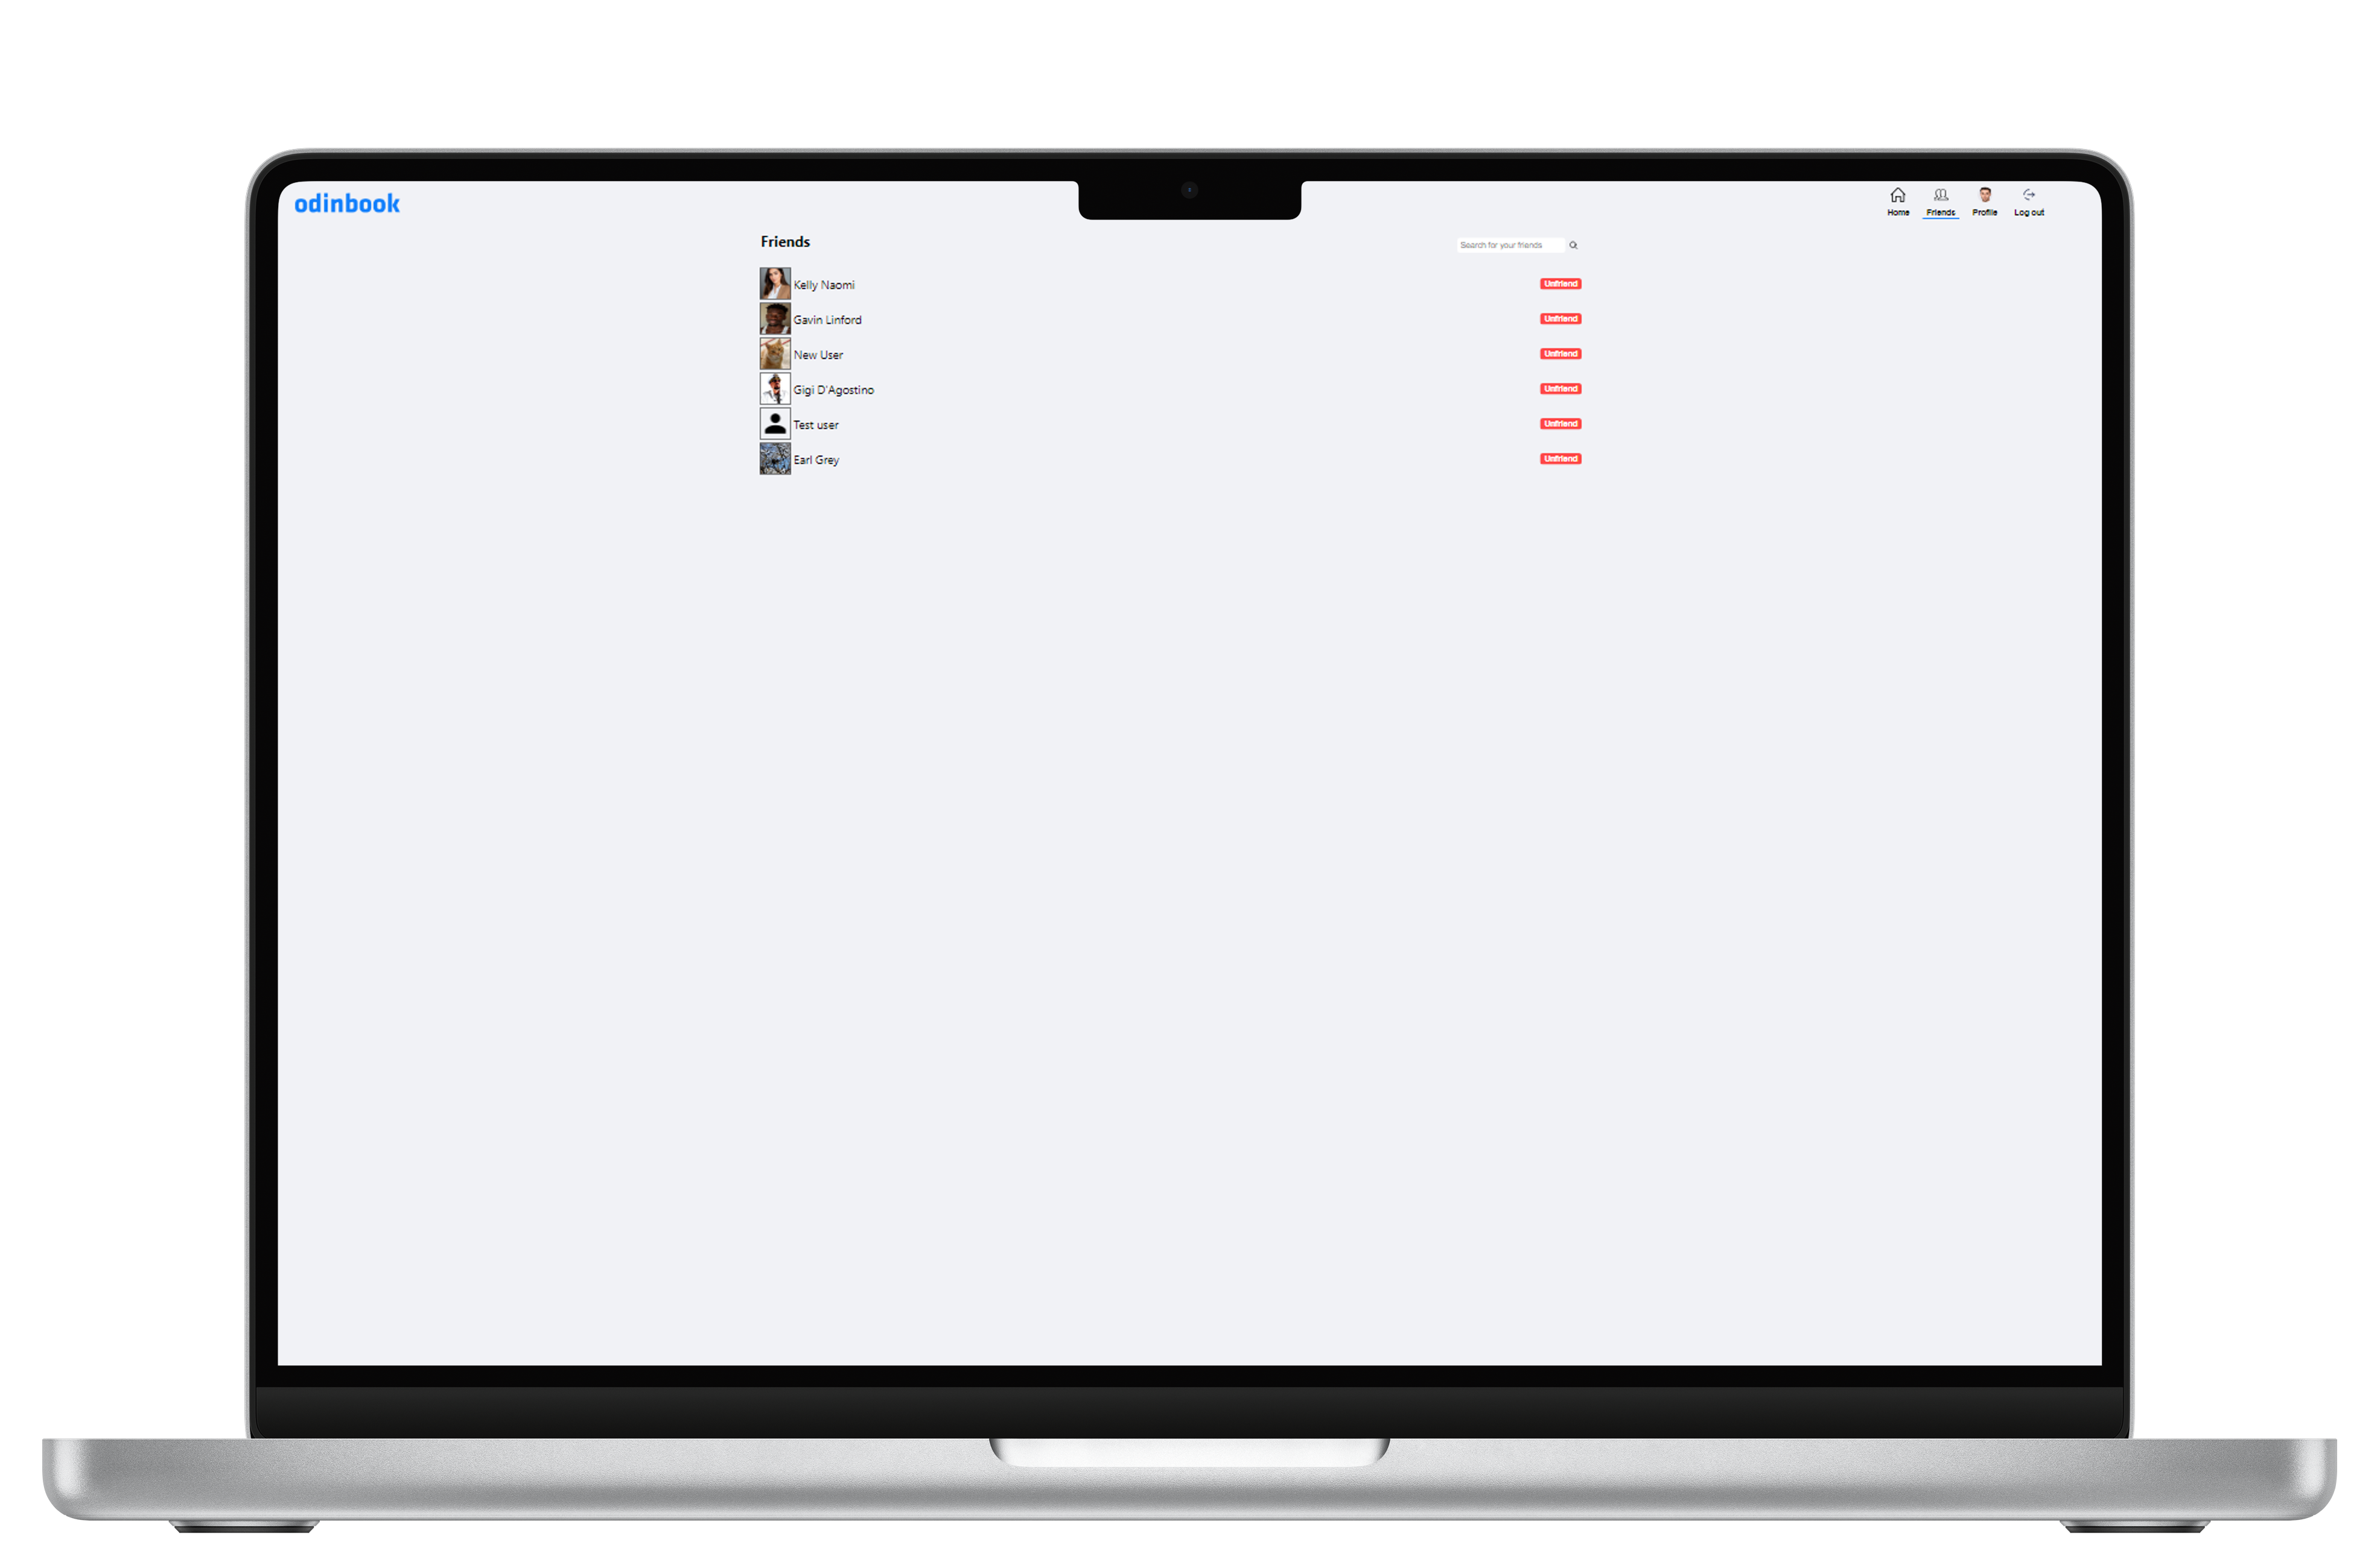 odinbook
Home
Friends
Profile
Log out
Friends
Search for your friends
Kelly Naomi
Unfriend
Gavin Linford
Unfriend
New User
Unfriend
Gigi D'Agostino
Unfriend
Test user
Unfriend
Earl Grey
Unfriend